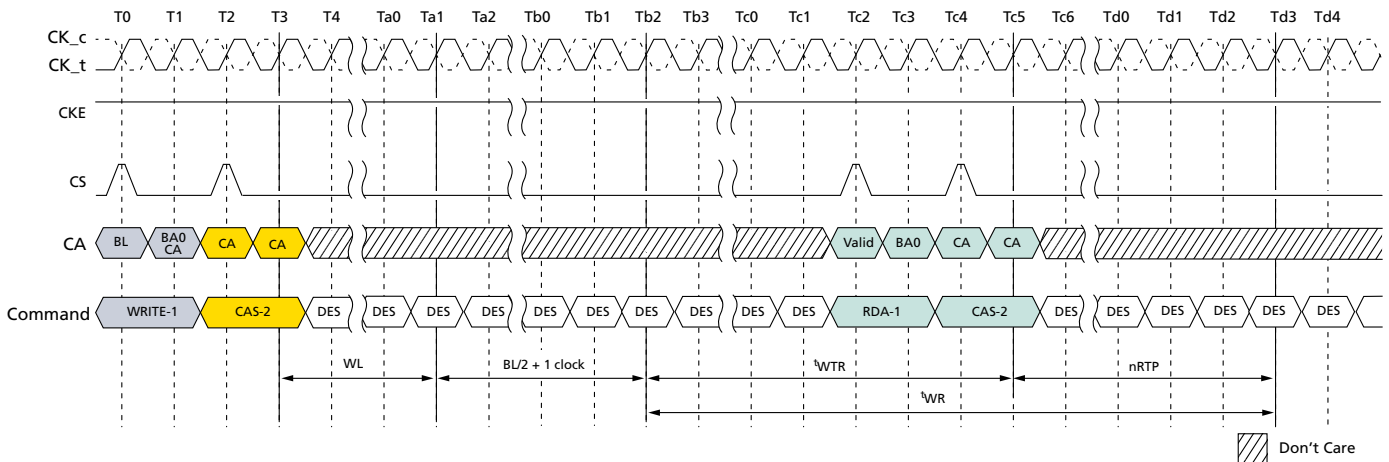 T0 T1 T2 T3 T4 Ta0 Ta1 Ta2 Tb0 Tb1 Tb2 Tb3 Tc0 Tc1 Tc2 Tc3 Tc4 Tc5 Tc6 Td0 Td1 Td2 Td3 Td4
CK_c
CK_t
CKE
CS
CA BL BA0 CA CA CA Valid BA0 CA CA
Command WRITE-1 CAS-2 DES DES DES DES DES DES DES DES DES DES RDA-1 CAS-2 DES DES DES DES DES DES
WL BL/2 + 1 clock tWTR nRTP
tWR
Don't Care